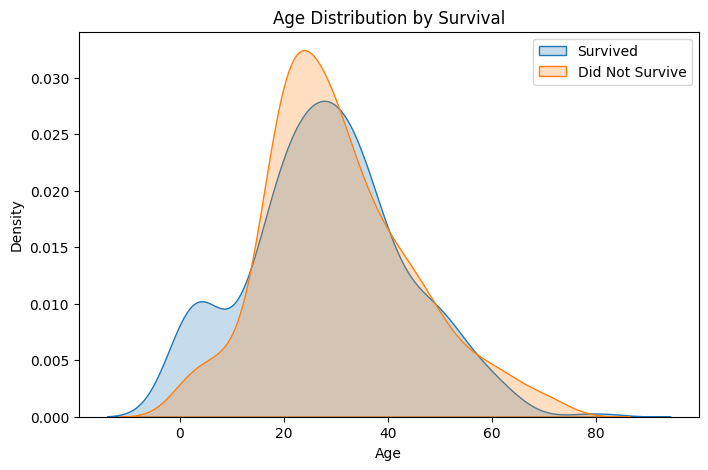 Age Distribution by Survival
Survived
Did Not Survive
0.030
0.025
0.020
0.015
0.010
0.005
0.000
Density
0 20 40 60 80
Age